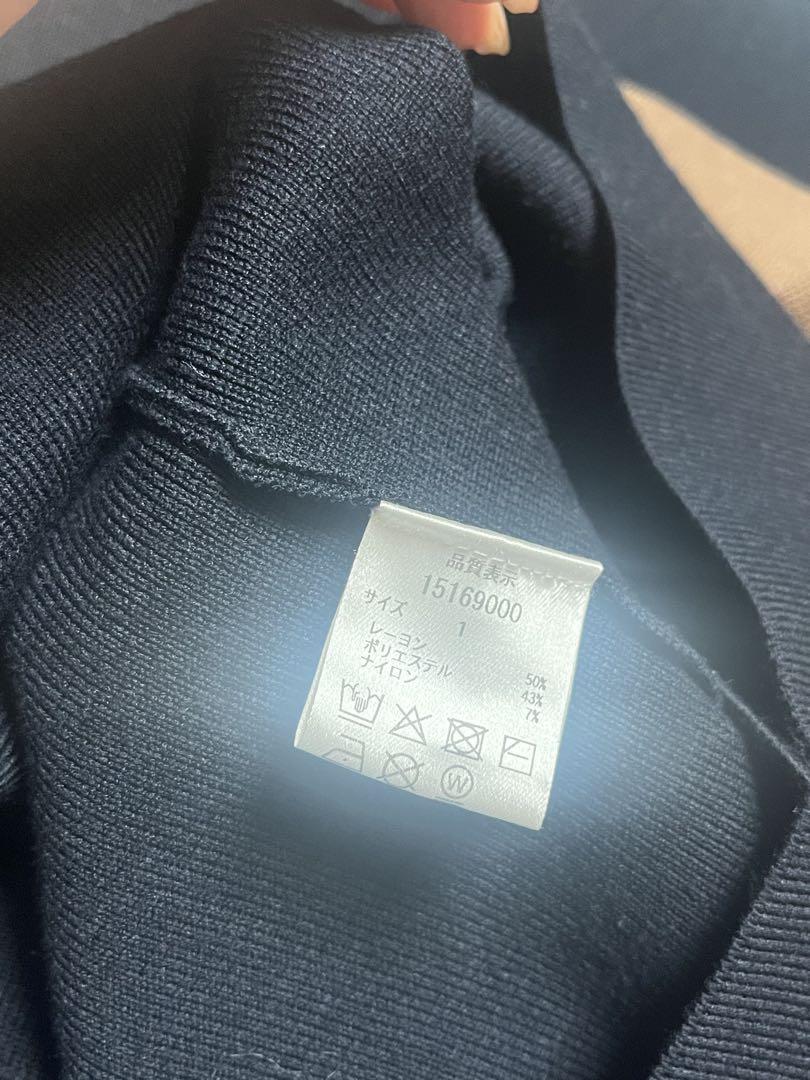 品質表示
15169000
サイズ 1
レーヨン 50%
ポリエステル 43%
ナイロン 7%
W